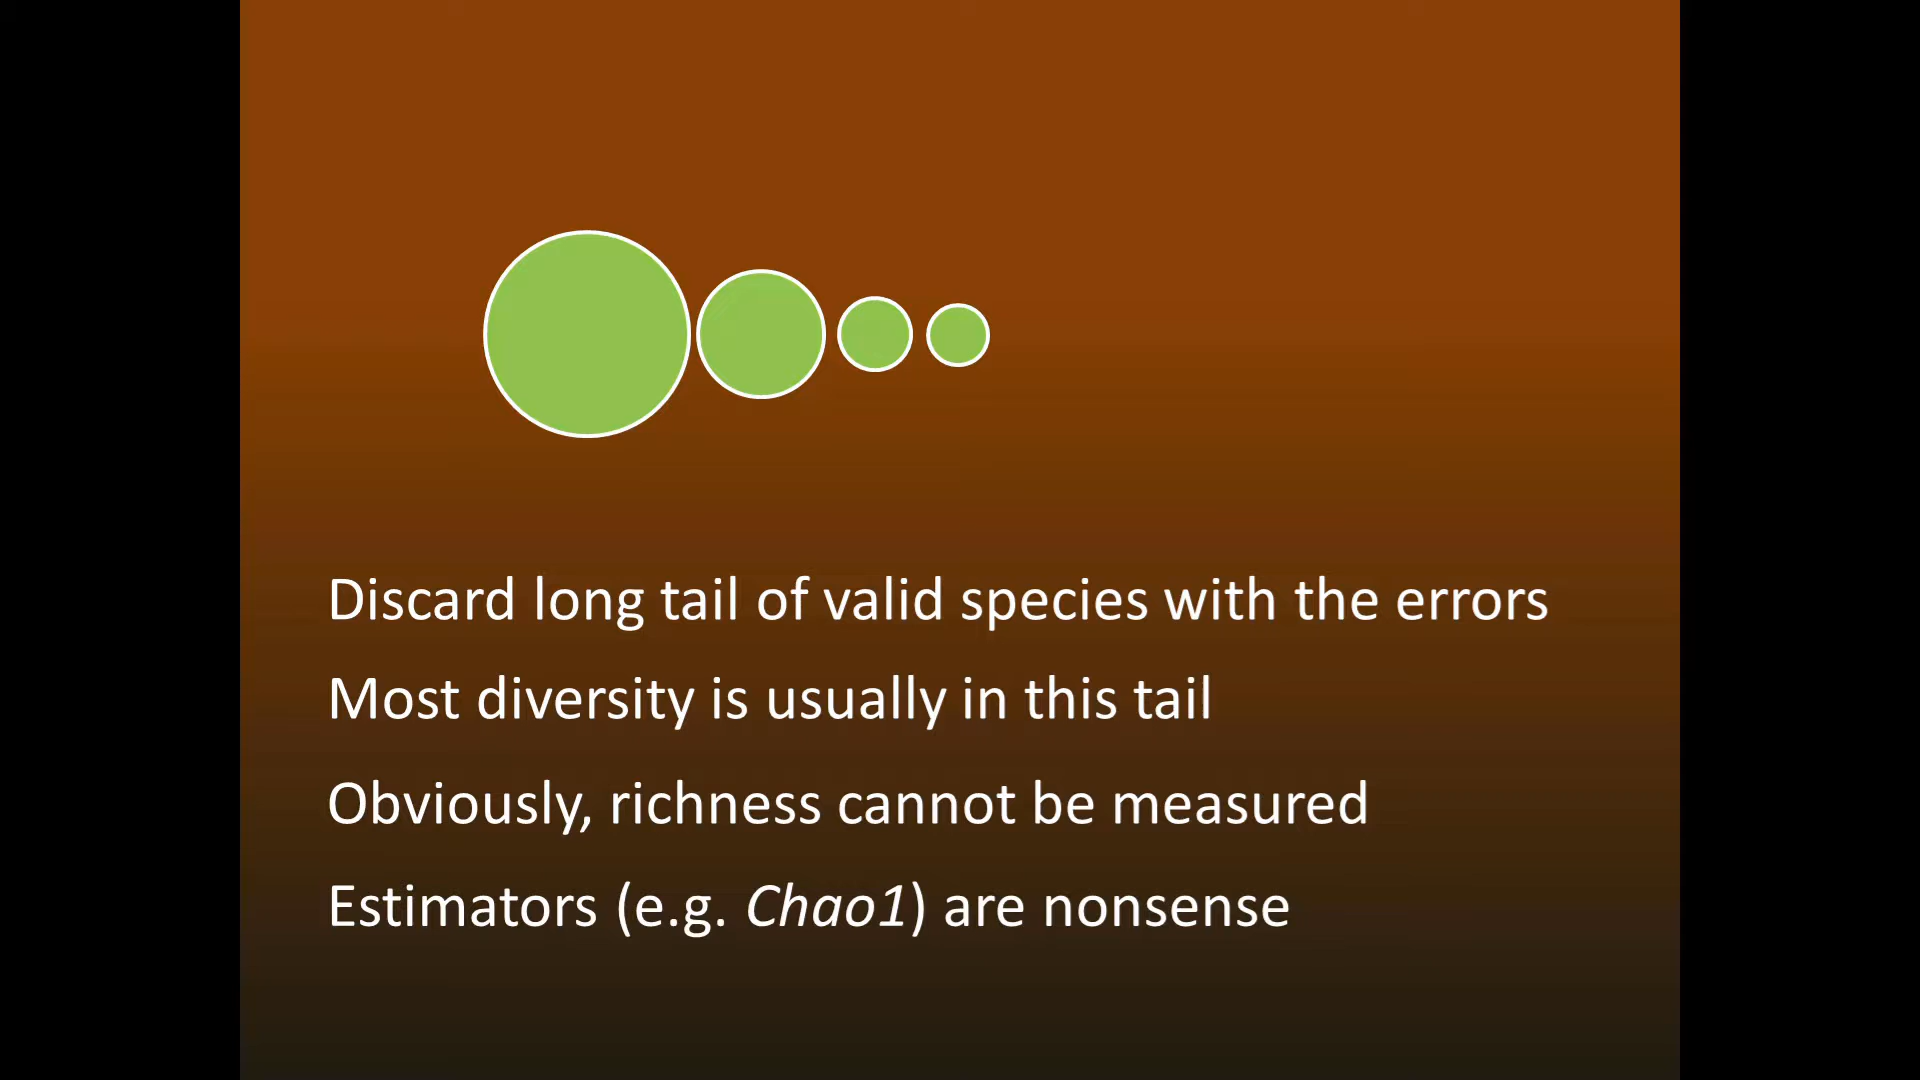 Discard long tail of valid species with the errors
Most diversity is usually in this tail
Obviously, richness cannot be measured
Estimators (e.g. Chao1) are nonsense